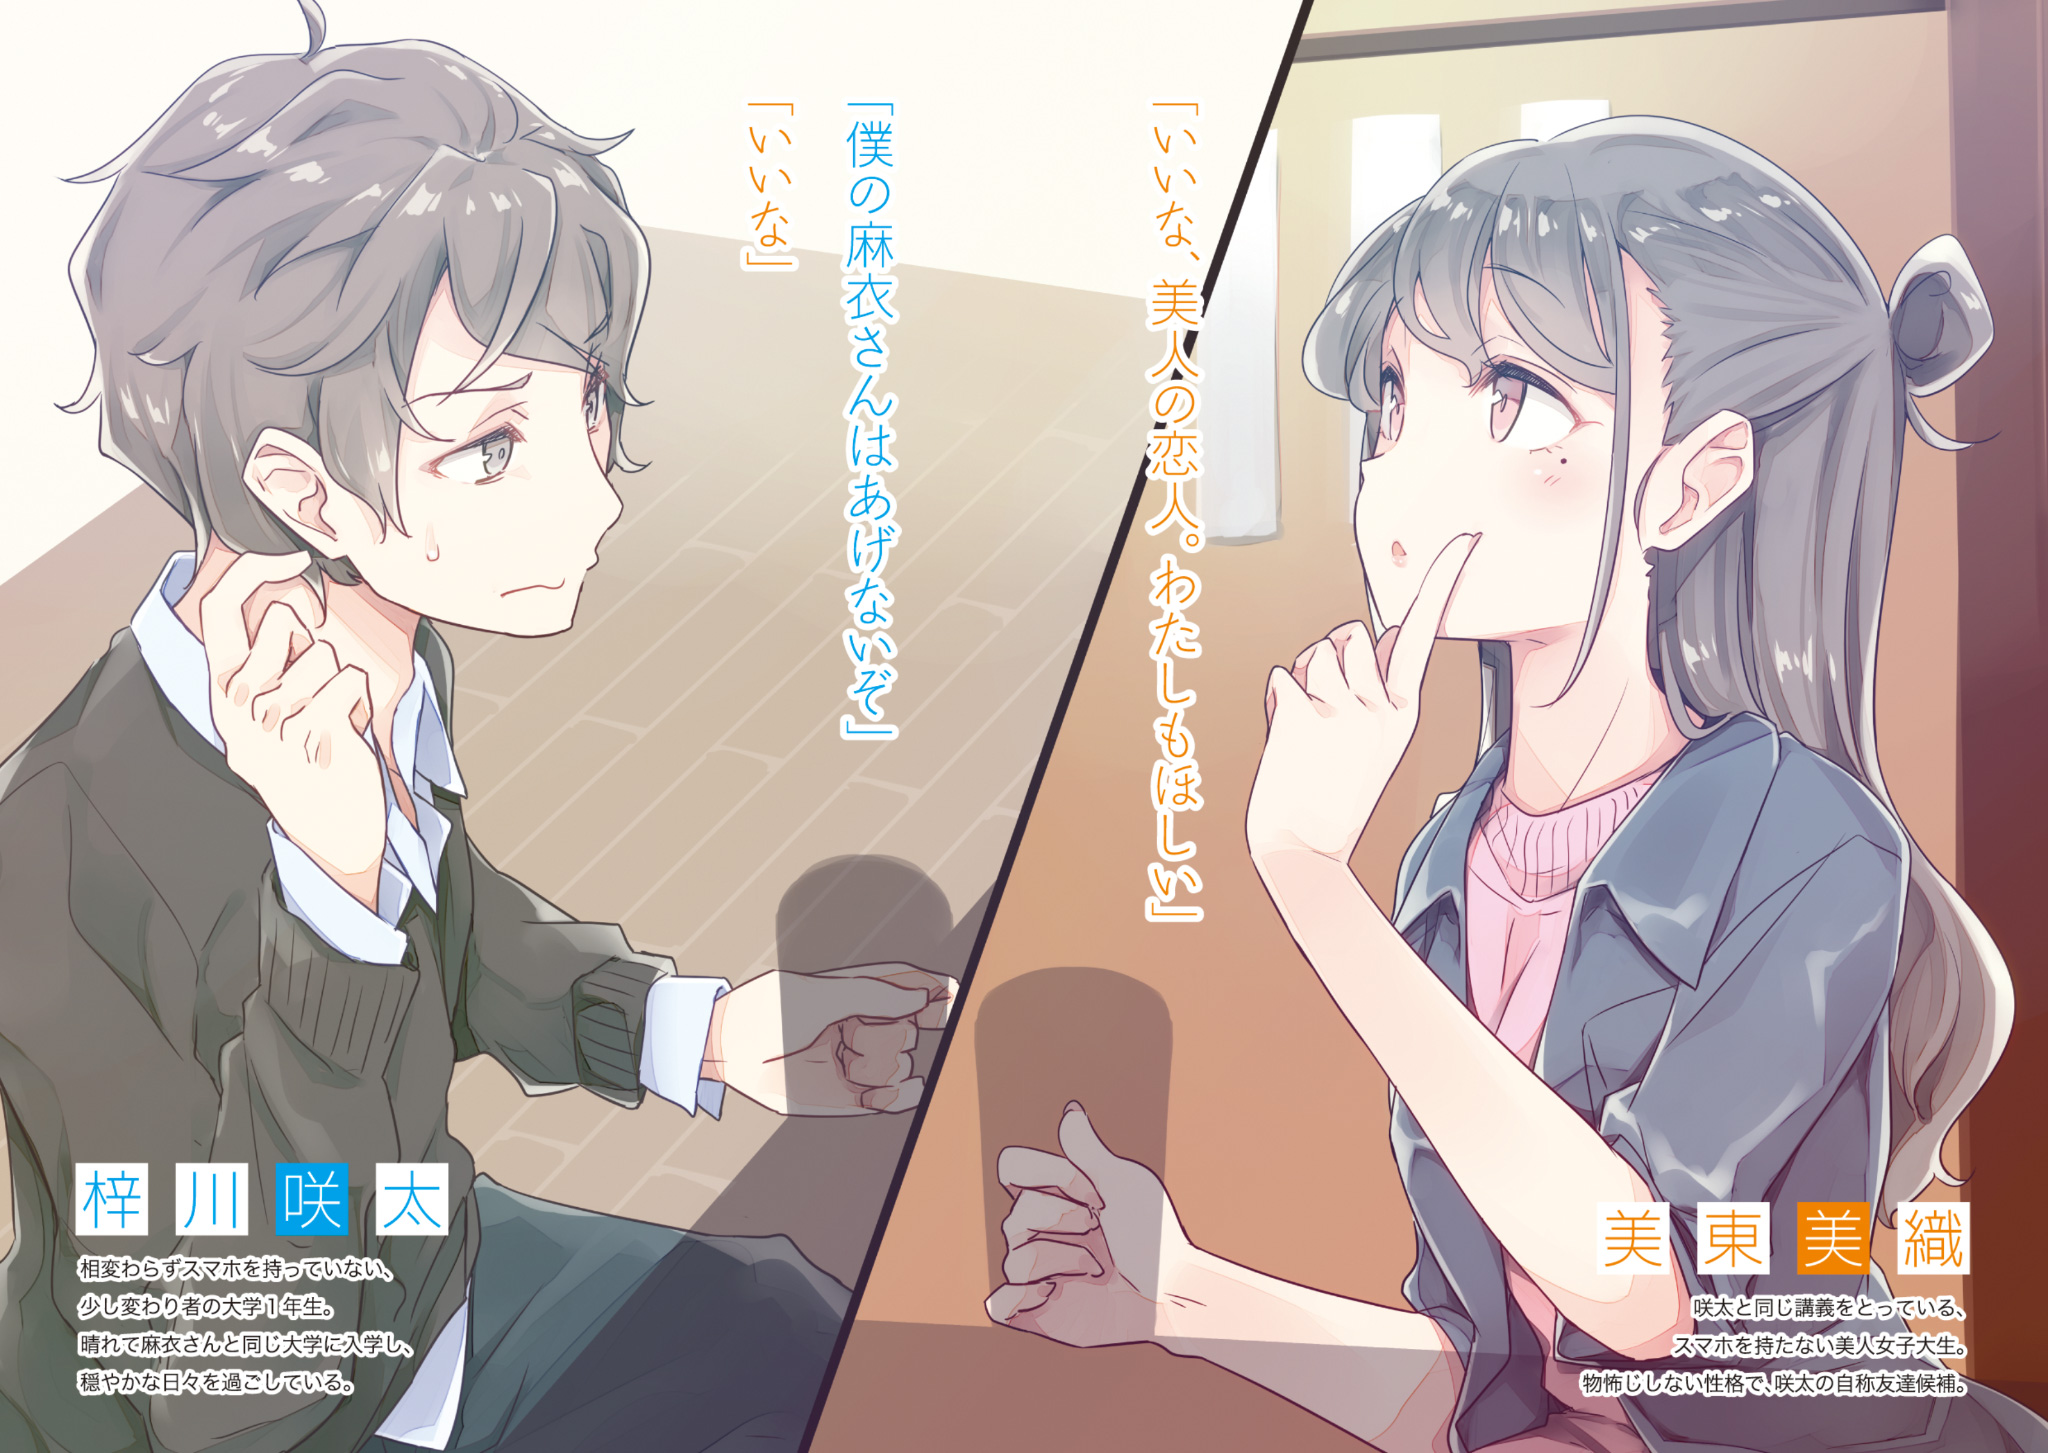 「いいな、美人の恋人。わたしもほしい」
「僕の麻衣さんはあげないぞ」
「いいな」
美東美織
咲太と同じ講義をとっている、
スマホを持たない美人女子大生。
物怖じしない性格で、咲太の自称友達候補。
梓川咲太
相変わらずスマホを持っていない、
少し変わり者の大学1年生。
晴れて麻衣さんと同じ大学に入学し、
穏やかな日々を過ごしている。